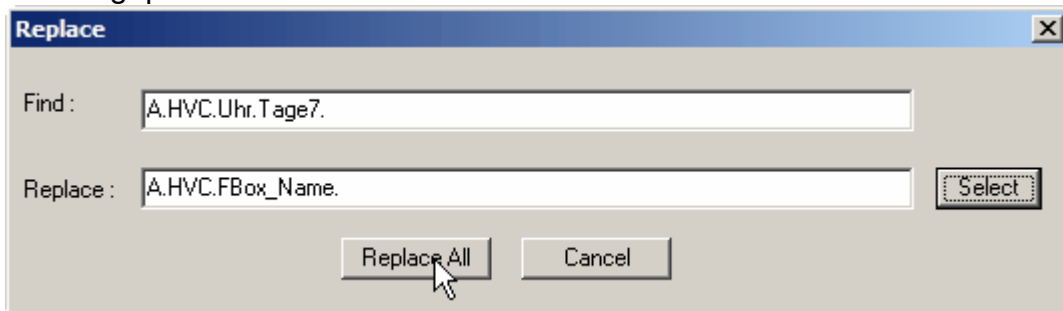 Replace
Find :
A.HVC.Uhr.Tage7.
Replace :
A.HVC.FBox_Name.
Select
Replace All
Cancel